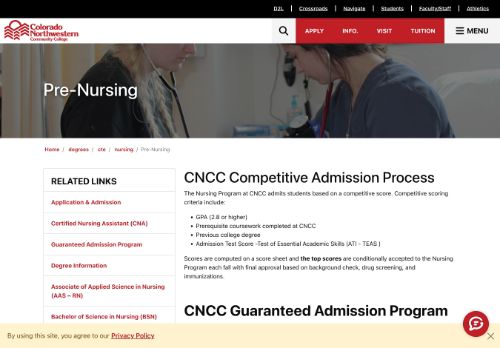 D2L | Crossroads | Navigate | Students | Faculty/Staff | Athletics
Colorado
Northwestern
Community College
APPLY INFO. VISIT TUITION MENU
Pre-Nursing
Home / degrees / cte / nursing / Pre-Nursing
RELATED LINKS
Application & Admission
Certified Nursing Assistant (CNA)
Guaranteed Admission Program
Degree Information
Associate of Applied Science in Nursing
(AAS – RN)
Bachelor of Science in Nursing (BSN)
CNCC Competitive Admission Process
The Nursing Program at CNCC admits students based on a competitive score. Competitive scoring
criteria include:
• GPA (2.8 or higher)
• Prerequisite coursework completed at CNCC
• Previous college degree
• Admission Test Score -Test of Essential Academic Skills (ATI - TEAS )
Scores are computed on a score sheet and the top scores are conditionally accepted to the Nursing
Program each fall with final approval based on background check, drug screening, and
immunizations.
CNCC Guaranteed Admission Program
By using this site, you agree to our Privacy Policy